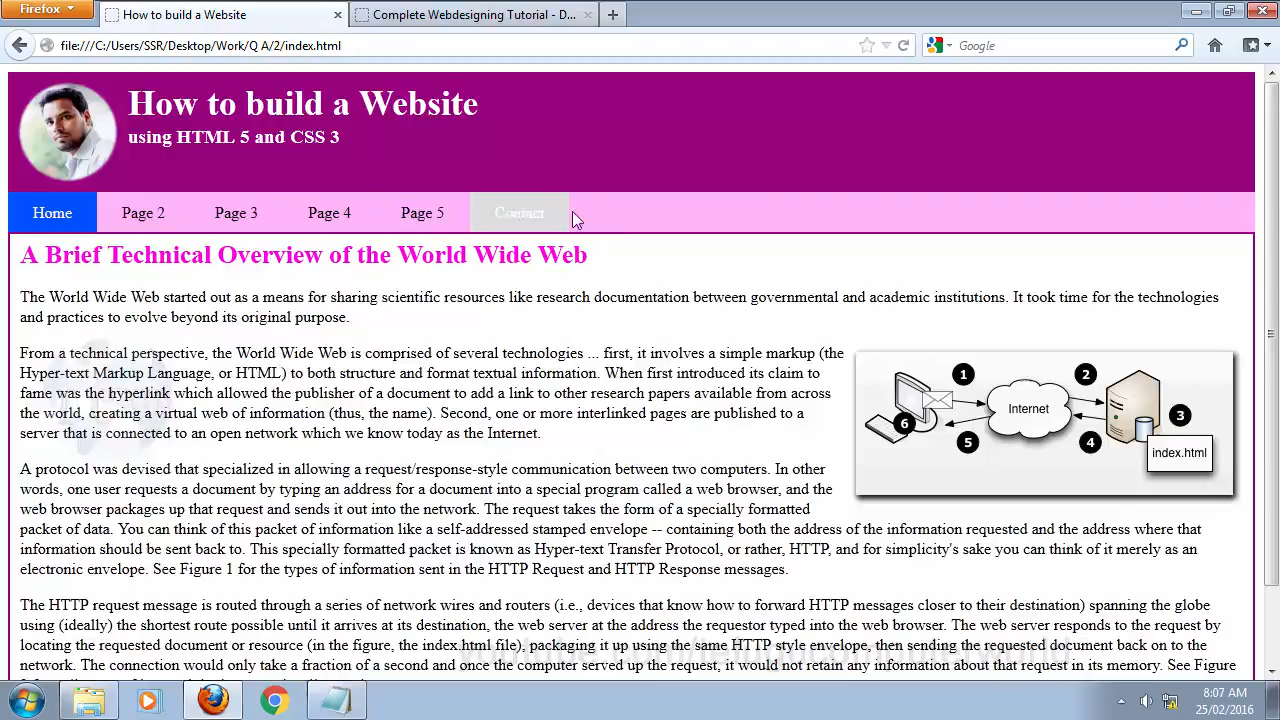 Firefox
How to build a Website
Complete Webdesigning Tutorial - D...
file:///C:/Users/SSR/Desktop/Work/Q A/2/index.html
Google
How to build a Website
using HTML 5 and CSS 3
Home Page 2 Page 3 Page 4 Page 5 Contact
A Brief Technical Overview of the World Wide Web
The World Wide Web started out as a means for sharing scientific resources like research documentation between governmental and academic institutions. It took time for the technologies
and practices to evolve beyond its original purpose.
From a technical perspective, the World Wide Web is comprised of several technologies ... first, it involves a simple markup (the
Hyper-text Markup Language, or HTML) to both structure and format textual information. When first introduced its claim to
fame was the hyperlink which allowed the publisher of a document to add a link to other research papers available from across
the world, creating a virtual web of information (thus, the name). Second, one or more interlinked pages are published to a
server that is connected to an open network which we know today as the Internet.
1 2
Internet
6 3
5 4
index.html
A protocol was devised that specialized in allowing a request/response-style communication between two computers. In other
words, one user requests a document by typing an address for a document into a special program called a web browser, and the
web browser packages up that request and sends it out into the network. The request takes the form of a specially formatted
packet of data. You can think of this packet of information like a self-addressed stamped envelope -- containing both the address of the information requested and the address where that
information should be sent back to. This specially formatted packet is known as Hyper-text Transfer Protocol, or rather, HTTP, and for simplicity's sake you can think of it merely as an
electronic envelope. See Figure 1 for the types of information sent in the HTTP Request and HTTP Response messages.
The HTTP request message is routed through a series of network wires and routers (i.e., devices that know how to forward HTTP messages closer to their destination) spanning the globe
using (ideally) the shortest route possible until it arrives at its destination, the web server at the address the requestor typed into the web browser. The web server responds to the request by
locating the requested document or resource (in the figure, the index.html file), packaging it up using the same HTTP style envelope, then sending the requested document back on to the
network. The connection would only take a fraction of a second and once the computer served up the request it would not retain any information about that request in its memory. See Figure
8:07 AM
25/02/2016